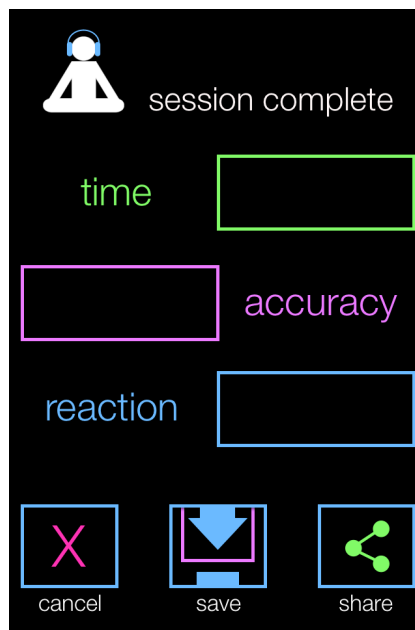 session complete
time
accuracy
reaction
X
cancel
save
share